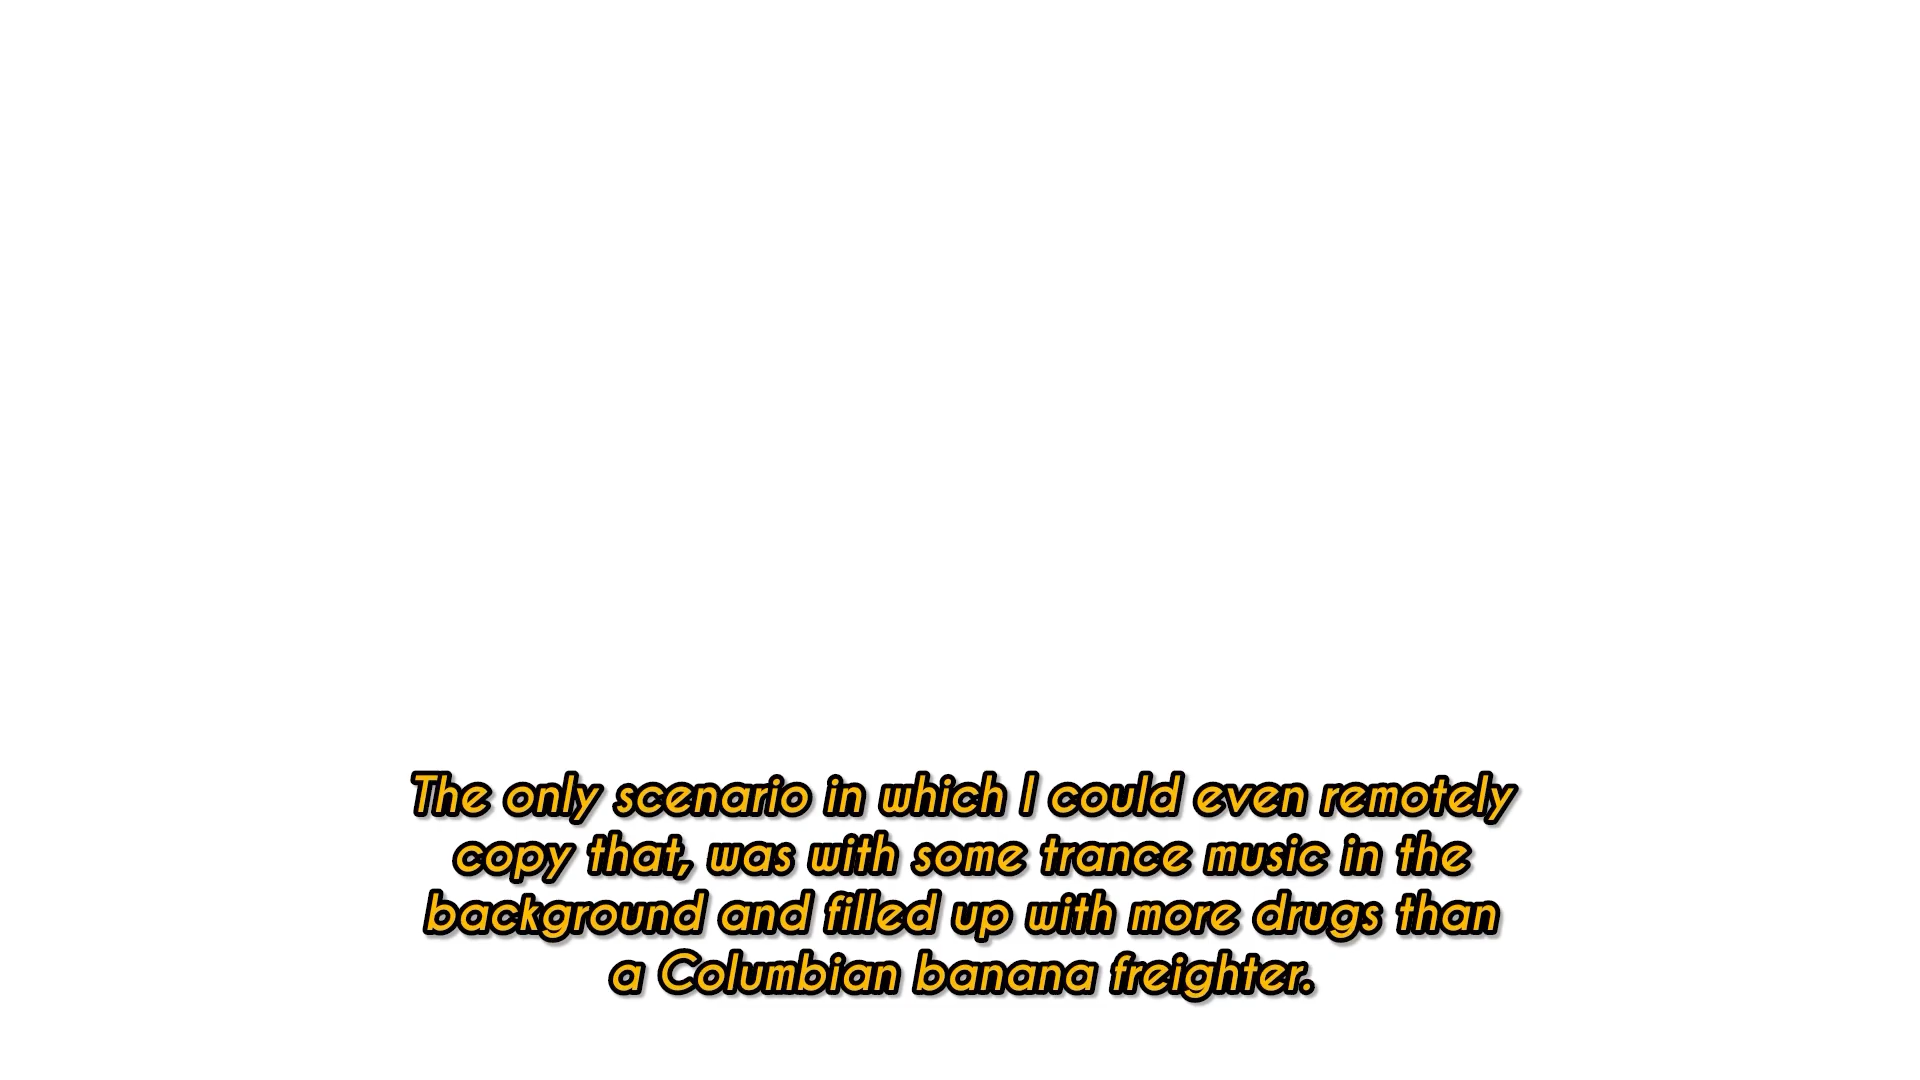 The only scenario in which I could even remotely
copy that, was with some trance music in the
background and filled up with more drugs than
a Columbian banana freighter.